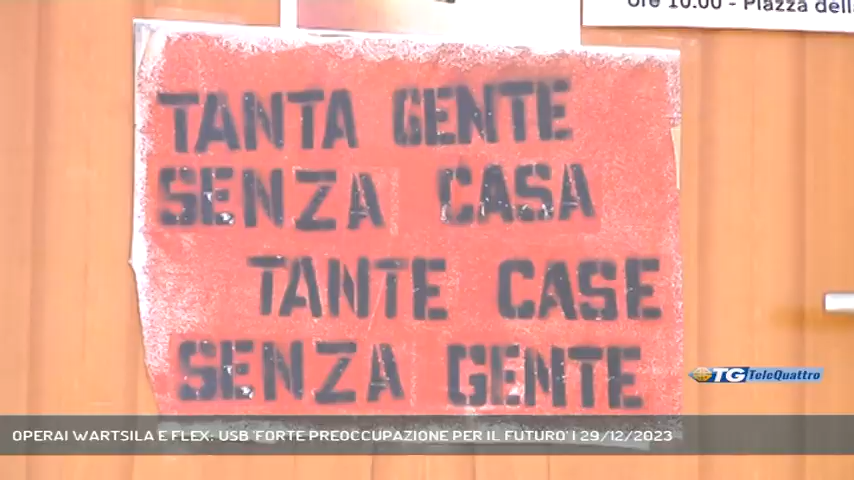 ore 10.00 - Piazza della
TANTA GENTE
SENZA CASA
TANTE CASE
SENZA GENTE
TG TeleQuattro
OPERAI WARTSILA E FLEX: USB 'FORTE PREOCCUPAZIONE PER IL FUTURO' | 29/12/2023